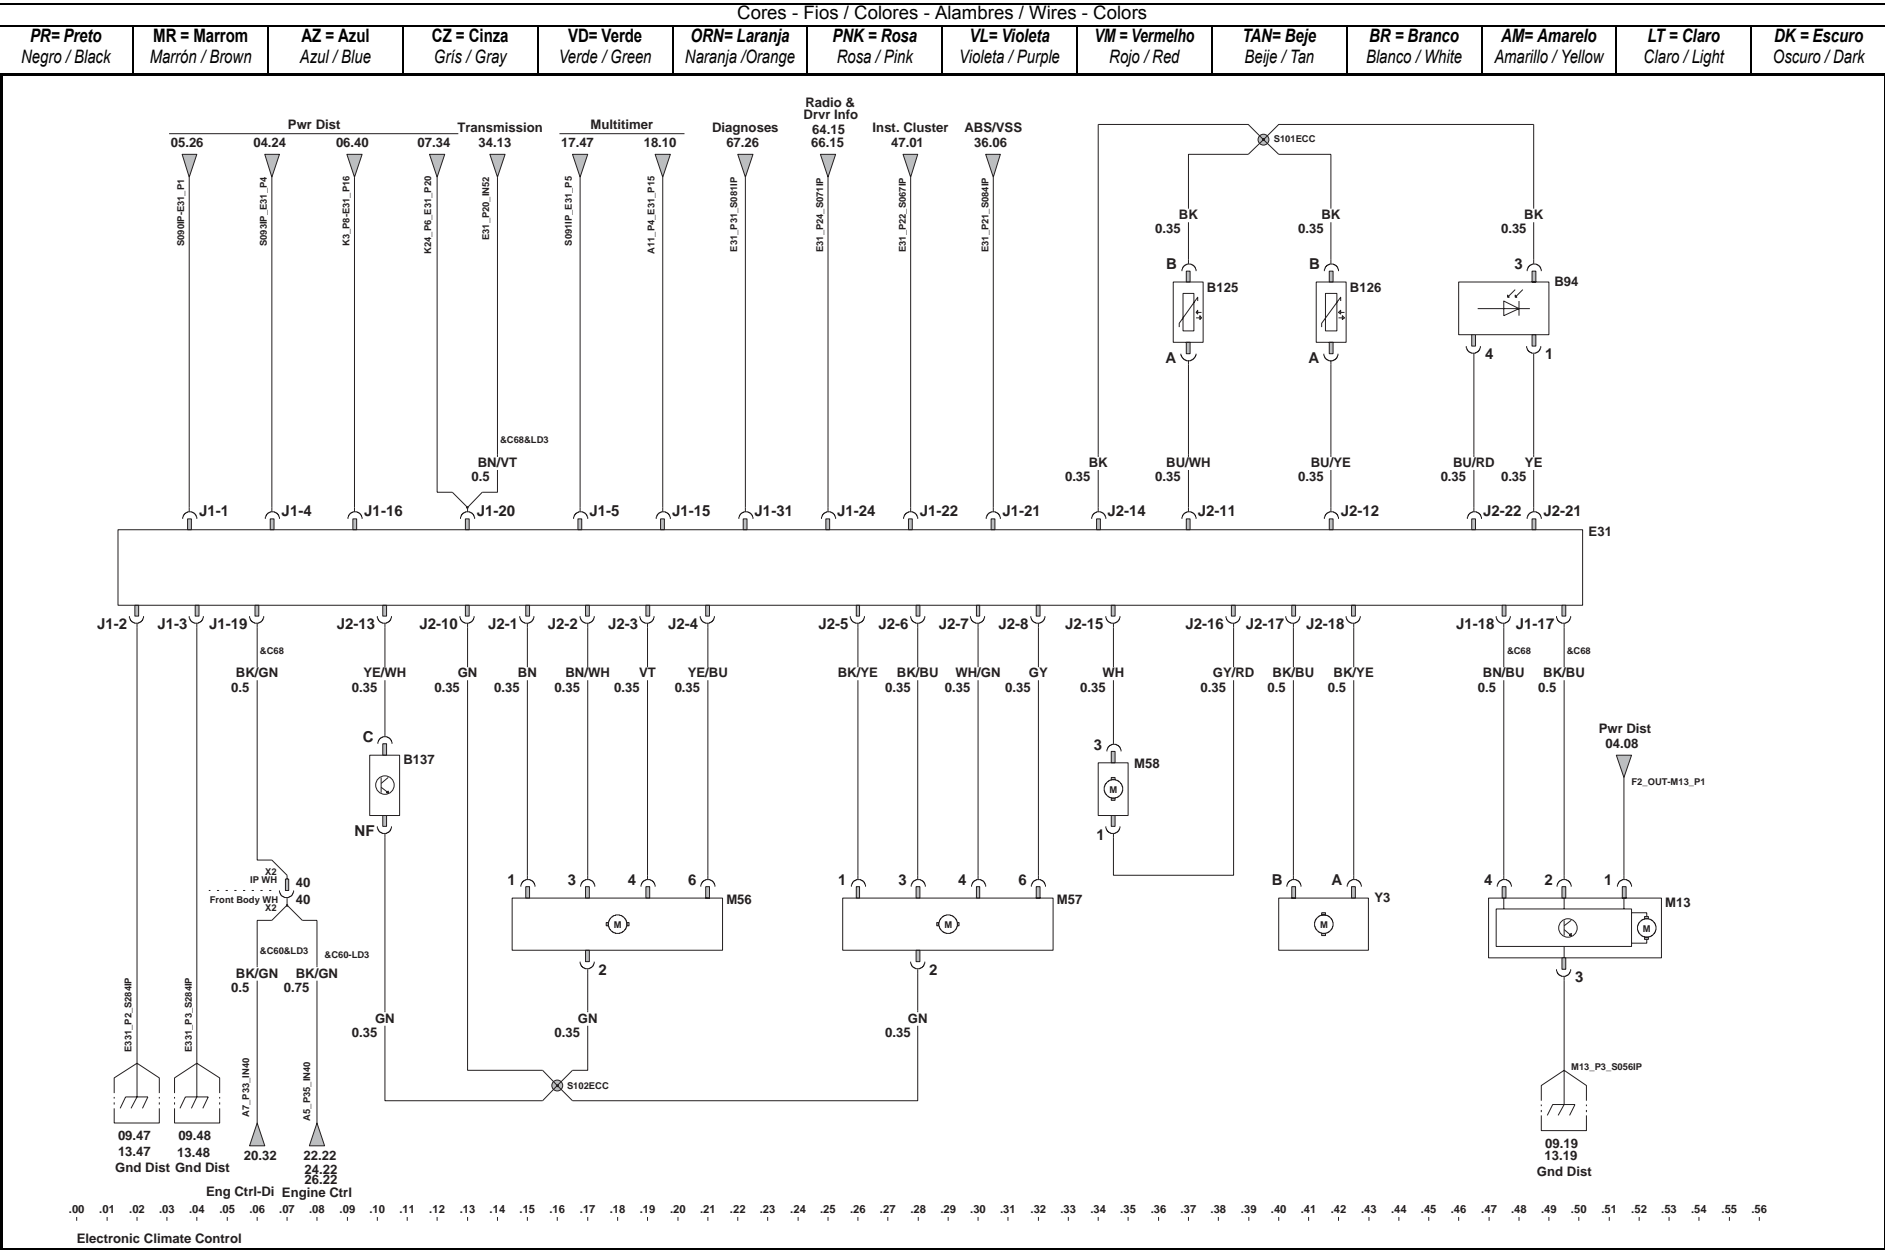 Cores - Fios / Colores - Alambres / Wires - Colors
PR= Preto MR = Marrom AZ = Azul CZ = Cinza VD= Verde ORN= Laranja PNK = Rosa VL= Violeta VM = Vermelho TAN= Beje BR = Branco AM= Amarelo LT = Claro DK = Escuro
Negro / Black Marrón / Brown Azul / Blue Grís / Gray Verde / Green Naranja /Orange Rosa / Pink Violeta / Purple Rojo / Red Beije / Tan Blanco / White Amarillo / Yellow Claro / Light Oscuro / Dark
Radio &
Drvr Info
Pwr Dist Transmission Multitimer Diagnoses 64.15 Inst. Cluster ABS/VSS
05.26 04.24 06.40 07.34 34.13 17.47 18.10 67.26 66.15 47.01 36.06
S101ECC
S090IP-E31_P1
S093IP_E31_P4
K3_P8-E31_P16
K24_P6_E31_P20
E31_P20_IN52
S091IP_E31_P5
A11_P4_E31_P15
E31_P31_S081IP
E31_P24_S071IP
E31_P22_S067IP
E31_P21_S084IP
BK BK BK
0.35 0.35 0.35
B B 3
B125 B126 B94
A A 4 1
&C68&LD3
BN/VT BK BU/WH BU/YE BU/RD YE
0.5 0.35 0.35 0.35 0.35 0.35
J1-1 J1-4 J1-16 J1-20 J1-5 J1-15 J1-31 J1-24 J1-22 J1-21 J2-14 J2-11 J2-12 J2-22 J2-21
E31
J1-2 J1-3 J1-19 J2-13 J2-10 J2-1 J2-2 J2-3 J2-4 J2-5 J2-6 J2-7 J2-8 J2-15 J2-16 J2-17 J2-18 J1-18 J1-17
&C68 &C68 &C68
BK/GN YE/WH GN BN BN/WH VT YE/BU BK/YE BK/BU WH/GN GY WH GY/RD BK/BU BK/YE BN/BU BK/BU
0.5 0.35 0.35 0.35 0.35 0.35 0.35 0.35 0.35 0.35 0.35 0.35 0.5 0.5 0.5 0.5
Pwr Dist
04.08
F2_OUT-M13_P1
C 3
B137 M58
M
NF 1
X2
IP WH 40
Front Body WH 40
X2
1 3 4 6 1 3 4 6 B A 4 2 1
M56 M57 Y3 M13
M M M M
2 2 3
&C60&LD3 &C60-LD3
BK/GN BK/GN
0.5 0.75
GN GN GN
0.35 0.35 0.35
E331_P2_S284IP
E331_P3_S284IP
A7_P33_IN40
A5_P35_IN40
S102ECC
M13_P3_S056IP
09.47 09.48 09.19
13.47 13.48 20.32 22.22 13.19
Gnd Dist Gnd Dist 24.22 Gnd Dist
26.22
Eng Ctrl-Di Engine Ctrl
.00 .01 .02 .03 .04 .05 .06 .07 .08 .09 .10 .11 .12 .13 .14 .15 .16 .17 .18 .19 .20 .21 .22 .23 .24 .25 .26 .27 .28 .29 .30 .31 .32 .33 .34 .35 .36 .37 .38 .39 .40 .41 .42 .43 .44 .45 .46 .47 .48 .49 .50 .51 .52 .53 .54 .55 .56
Electronic Climate Control